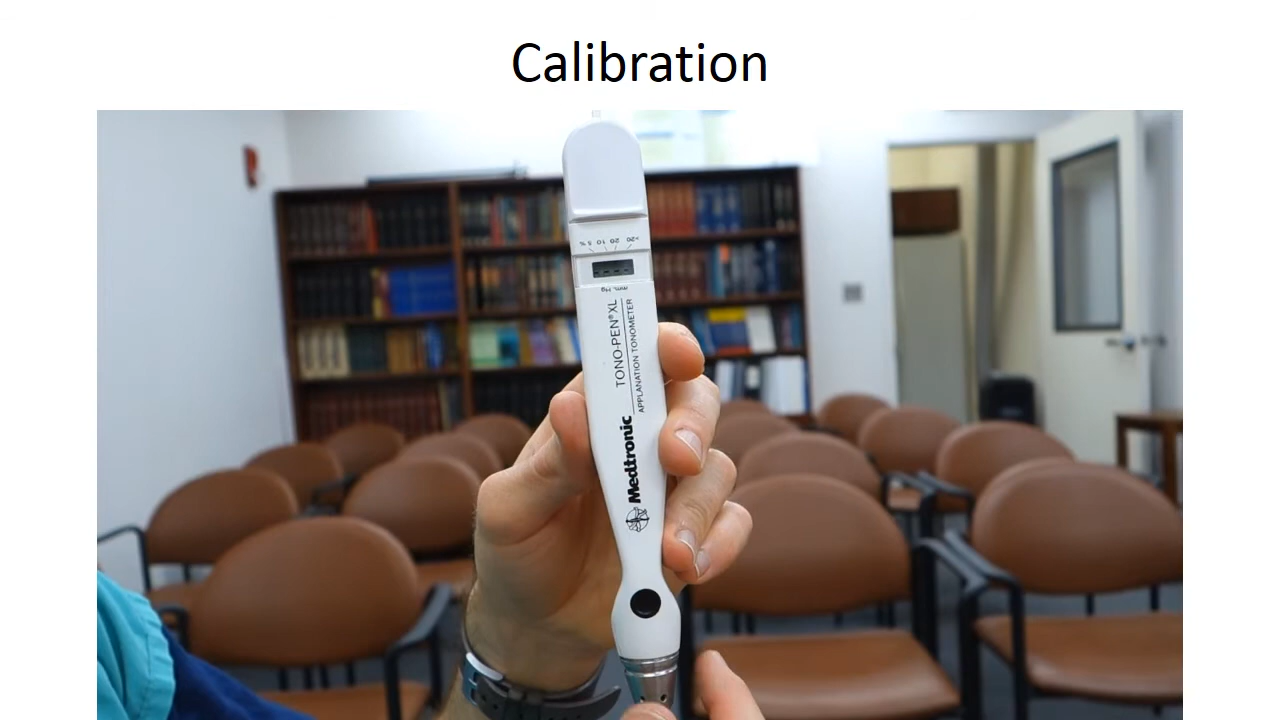 Calibration
5% 10 20 >20
mm. Hg
TONO-PEN® XL
APPLANATION TONOMETER
Medtronic